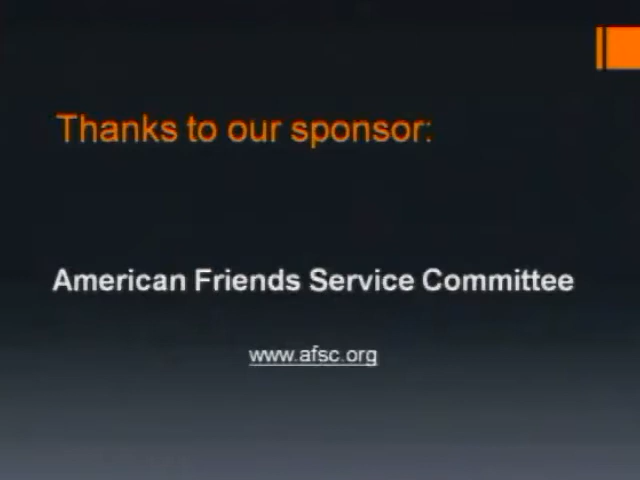 Thanks to our sponsor:
American Friends Service Committee
www.afsc.org